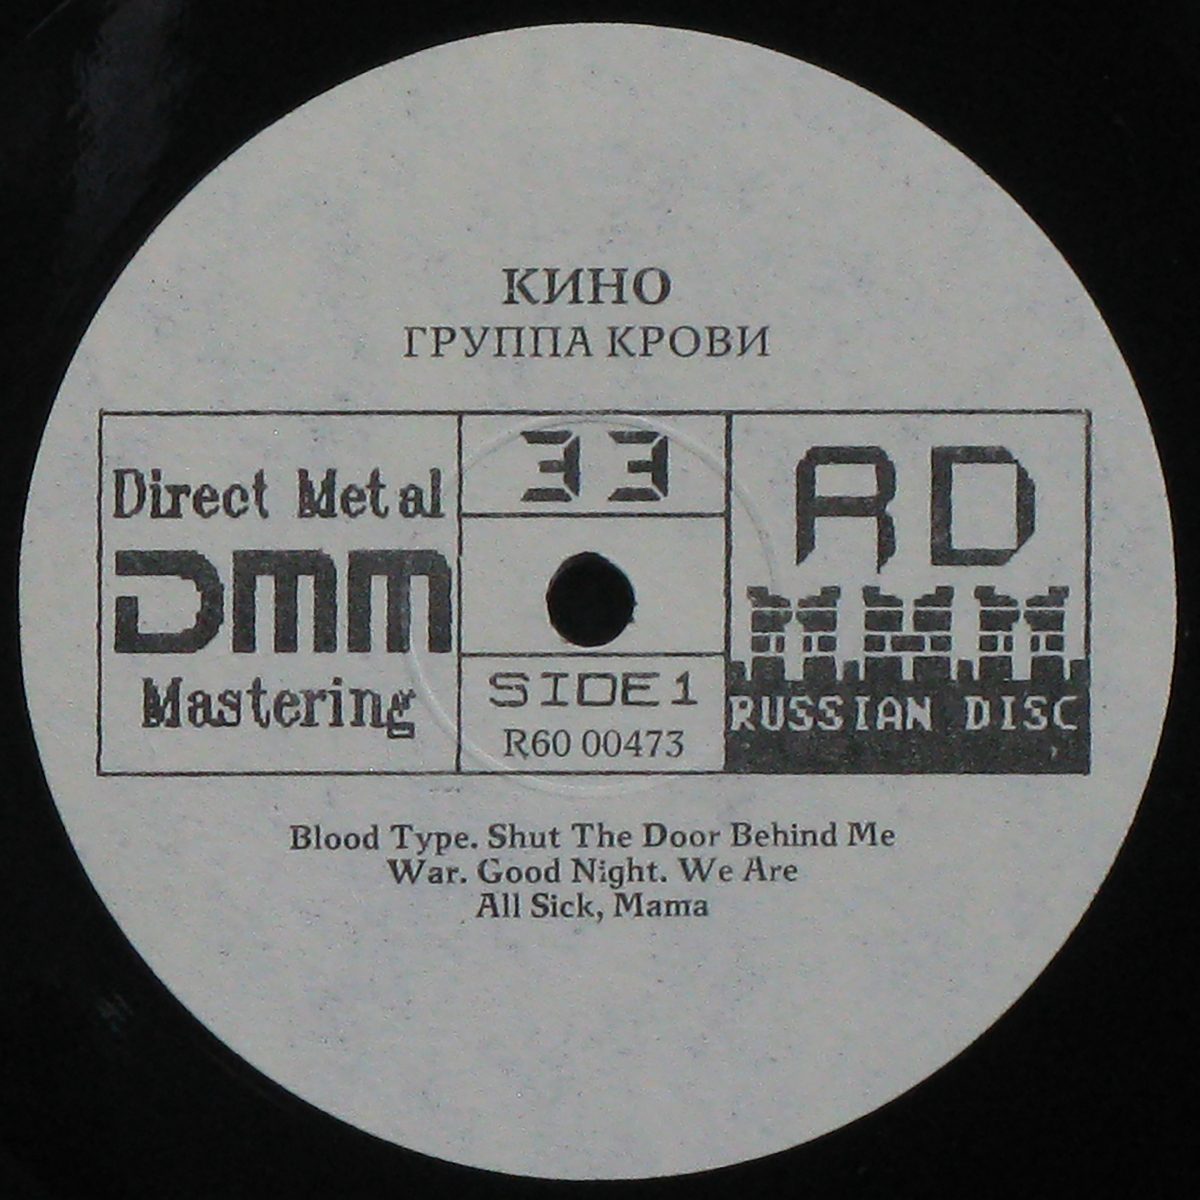 КИНО
ГРУППА КРОВИ
Direct Metal
DMM
Mastering
33
SIDE 1
R60 00473
RD
RUSSIAN DISC
Blood Type. Shut The Door Behind Me
War. Good Night. We Are
All Sick, Mama